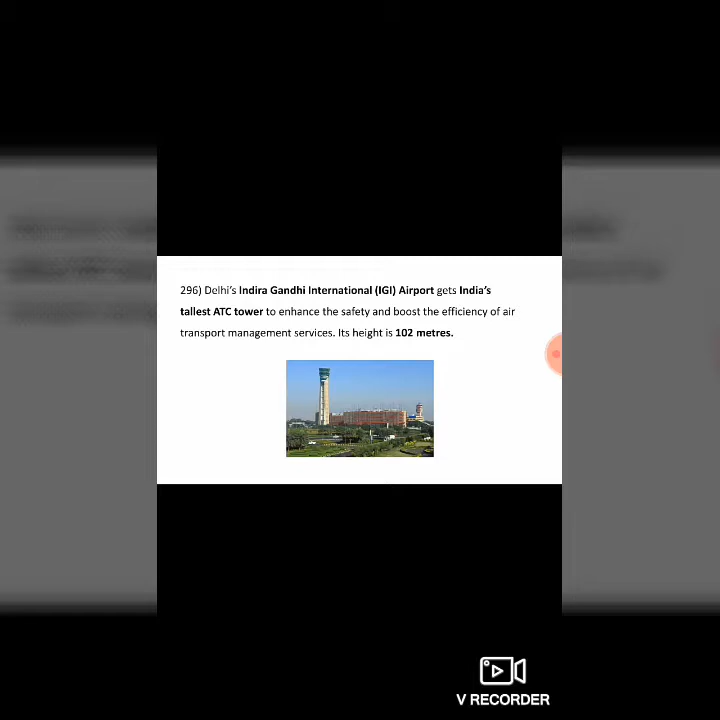 296) Delhi’s Indira Gandhi International (IGI) Airport gets India’s
tallest ATC tower to enhance the safety and boost the efficiency of air
transport management services. Its height is 102 metres.
V RECORDER